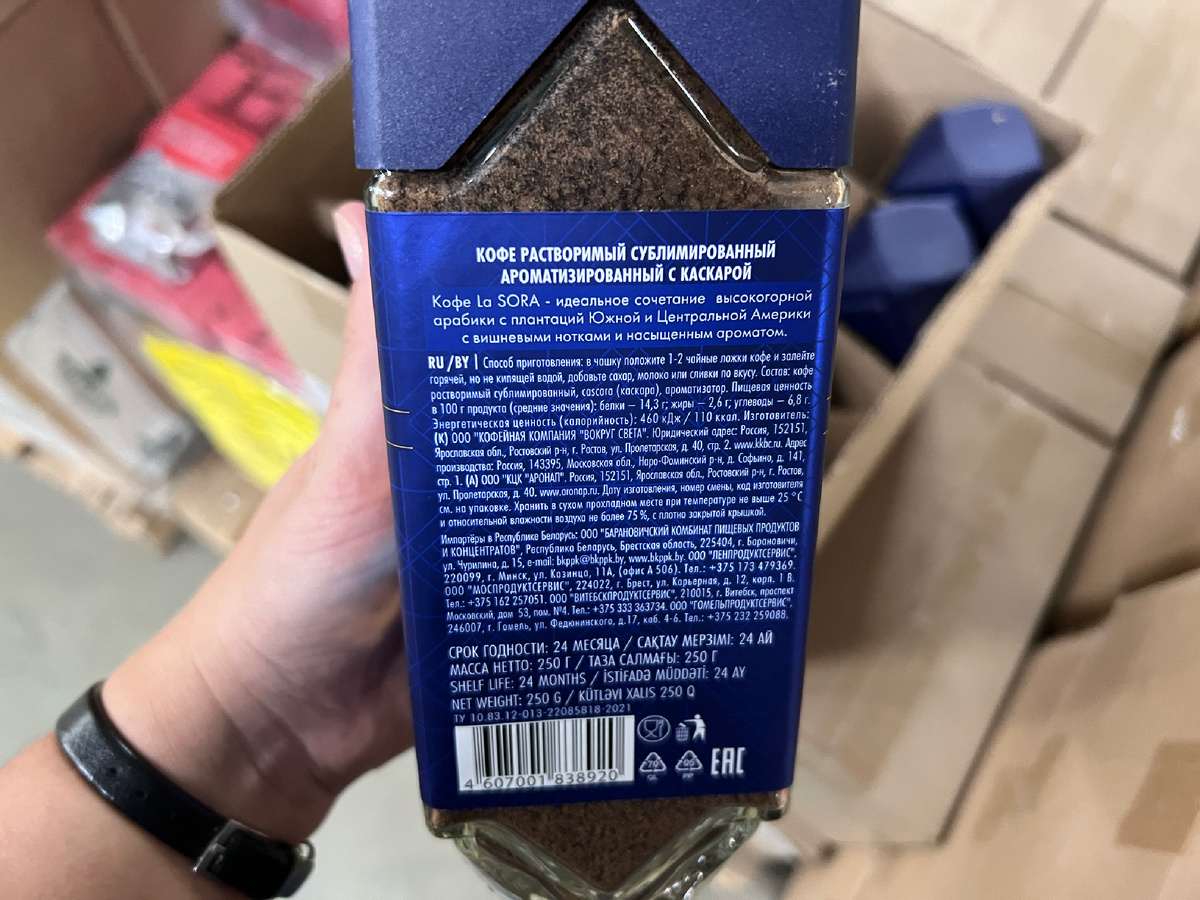 КОФЕ РАСТВОРИМЫЙ СУБЛИМИРОВАННЫЙ
АРОМАТИЗИРОВАННЫЙ С КАСКАРОЙ
Кофе La SORA - идеальное сочетание высокогорной
арабики с плантаций Южной и Центральной Америки
с вишневыми нотками и насыщенным ароматом.
RU /BY | Способ приготовления: в чашку положите 1-2 чайные ложки кофе и залейте
горячей, но не кипящей водой, добавьте сахар, молоко или сливки по вкусу. Состав: кофе
растворимый сублимированный, cascara (каскара), ароматизатор. Пищевая ценность
в 100 г продукта (средние значения): белки – 14,3 г; жиры – 2,6 г; углеводы – 6,8 г.
Энергетическая ценность (калорийность): 460 кДж / 110 ккал. Изготовитель:
(К) ООО "КОФЕЙНАЯ КОМПАНИЯ "ВОКРУГ СВЕТА". Юридический адрес: Россия, 152151,
Ярославская обл., Ростовский р-н, г. Ростов, ул. Пролетарская, д. 40, стр. 2. www.kkbc.ru. Адрес
производства: Россия, 143395, Московская обл., Наро-Фоминский р-н, д. Софьино, д. 141,
стр. 1. (А) ООО "КЦК "АРОНАП". Россия, 152151, Ярославская обл., Ростовский р-н, г. Ростов,
ул. Пролетарская, д. 40. www.aronap.ru. Дату изготовления, номер смены, код изготовителя
см. на упаковке. Хранить в сухом прохладном месте при температуре не выше 25 °С
и относительной влажности воздуха не более 75 %, с плотно закрытой крышкой.
Импортёры в Республике Беларусь: ООО "БАРАНОВИЧСКИЙ КОМБИНАТ ПИЩЕВЫХ ПРОДУКТОВ
И КОНЦЕНТРАТОВ", Республика Беларусь, Брестская область, 225404, г. Барановичи,
ул. Чурилина, д. 15, e-mail: bkppk@bkppk.by, www.bkppk.by. ООО "ЛЕНПРОДУКТСЕРВИС",
220099, г. Минск, ул. Казинца, 11А, (офис А 506). Тел.: +375 173 479369.
ООО "МОСПРОДУКТСЕРВИС", 224022, г. Брест, ул. Карьерная, д. 12, корп. 1 В.
Тел.: +375 162 257051. ООО "ВИТЕБСКПРОДУКТСЕРВИС", 210015, г. Витебск, проспект
Московский, дом 53, пом. №4. Тел.: +375 333 363734. ООО "ГОМЕЛЬПРОДУКТСЕРВИС",
246007, г. Гомель, ул. Федюнинского, д.17, каб. 4-6. Тел.: +375 232 259088.
СРОК ГОДНОСТИ: 24 МЕСЯЦА / САҚТАУ МЕРЗІМІ: 24 АЙ
МАССА НЕТТО: 250 Г / ТАЗА САЛМАҒЫ: 250 Г
SHELF LIFE: 24 MONTHS / İSTİFADƏ MÜDDƏTİ: 24 AY
NET WEIGHT: 250 G / KÜTLƏVİ XALIS 250 Q
ТУ 10.83.12-013-22085818-2021
4 607001 838920
70
GL
05
PP
EAC